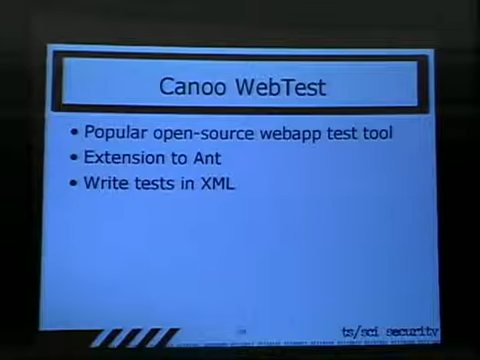 Canoo WebTest
• Popular open-source webapp test tool
• Extension to Ant
• Write tests in XML
ts/sci security